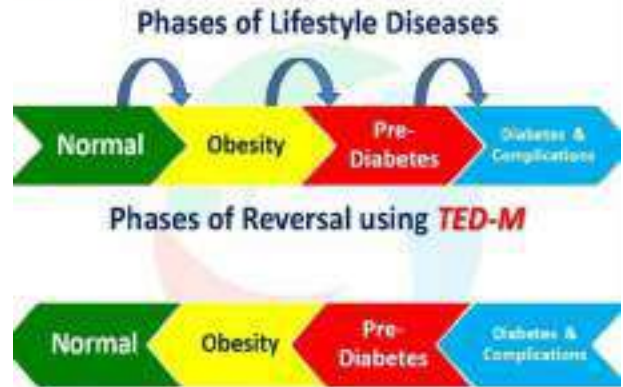 Phases of Lifestyle Diseases
Normal
Obesity
Pre-
Diabetes
Diabetes &
Complications
Phases of Reversal using TED-M
Normal
Obesity
Pre-
Diabetes
Diabetes &
Complications